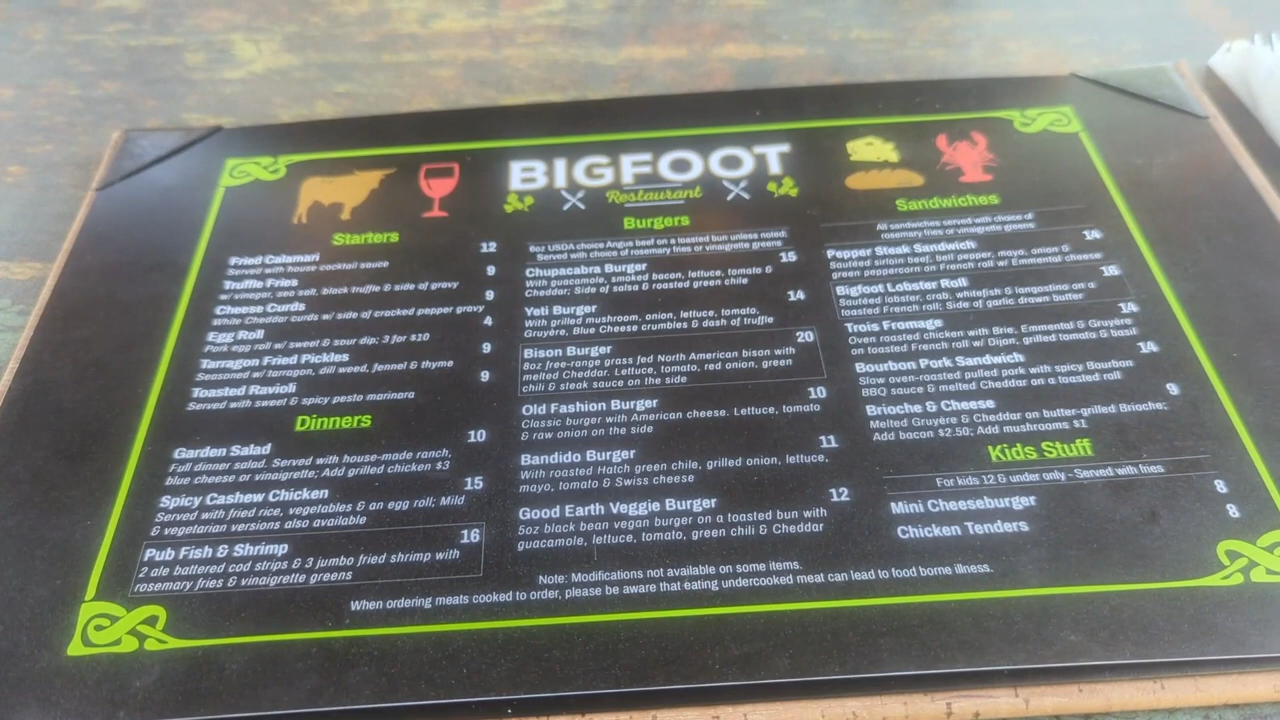 BIGFOOT
Restaurant
Starters
Fried Calamari 12
Served with house cocktail sauce
Truffle Fries 9
w/ vinegar, sea salt, black truffle & side of gravy
Cheese Curds 9
White Cheddar curds w/ side of cracked pepper gravy
Egg Roll 4
Pork egg roll w/ sweet & sour dip; 3 for $10
Tarragon Fried Pickles 9
Seasoned w/ tarragon, dill weed, fennel & thyme
Toasted Ravioli 9
Served with sweet & spicy pesto marinara
Dinners
Garden Salad 10
Full dinner salad. Served with house-made ranch,
blue cheese or vinaigrette; Add grilled chicken $3
Spicy Cashew Chicken 15
Served with fried rice, vegetables & an egg roll; Mild
& vegetarian versions also available
Pub Fish & Shrimp 16
2 ale battered cod strips & 3 jumbo fried shrimp with
rosemary fries & vinaigrette greens
Burgers
6oz USDA choice Angus beef on a toasted bun unless noted.
Served with choice of rosemary fries or vinaigrette greens
Chupacabra Burger 15
With guacamole, smoked bacon, lettuce, tomato &
Cheddar; Side of salsa & roasted green chile
Yeti Burger 14
With grilled mushroom, onion, lettuce, tomato,
Gruyère, Blue Cheese crumbles & dash of truffle
Bison Burger 20
8oz free-range grass fed North American bison with
melted Cheddar. Lettuce, tomato, red onion, green
chili & steak sauce on the side
Old Fashion Burger 10
Classic burger with American cheese. Lettuce, tomato
& raw onion on the side
Bandido Burger 11
With roasted Hatch green chile, grilled onion, lettuce,
mayo, tomato & Swiss cheese
Good Earth Veggie Burger 12
5oz black bean vegan burger on a toasted bun with
guacamole, lettuce, tomato, green chili & Cheddar
Sandwiches
All sandwiches served with choice of
rosemary fries or vinaigrette greens
Pepper Steak Sandwich 14
Sautéed sirloin beef, bell pepper, mayo, onion &
green peppercorn on French roll w/ Emmental cheese
Bigfoot Lobster Roll 16
Sautéed lobster, crab, whitefish & langostino on a
toasted French roll; Side of garlic drawn butter
Trois Fromage 14
Oven roasted chicken with Brie, Emmental & Gruyère
on toasted French roll w/ Dijon, grilled tomato & basil
Bourbon Pork Sandwich 14
Slow oven-roasted pulled pork with spicy Bourbon
BBQ sauce & melted Cheddar on a toasted roll
Brioche & Cheese 9
Melted Gruyère & Cheddar on butter-grilled Brioche;
Add bacon $2.50; Add mushrooms $1
Kids Stuff
For kids 12 & under only - Served with fries
Mini Cheeseburger 8
Chicken Tenders 8
Note: Modifications not available on some items.
When ordering meats cooked to order, please be aware that eating undercooked meat can lead to food borne illness.